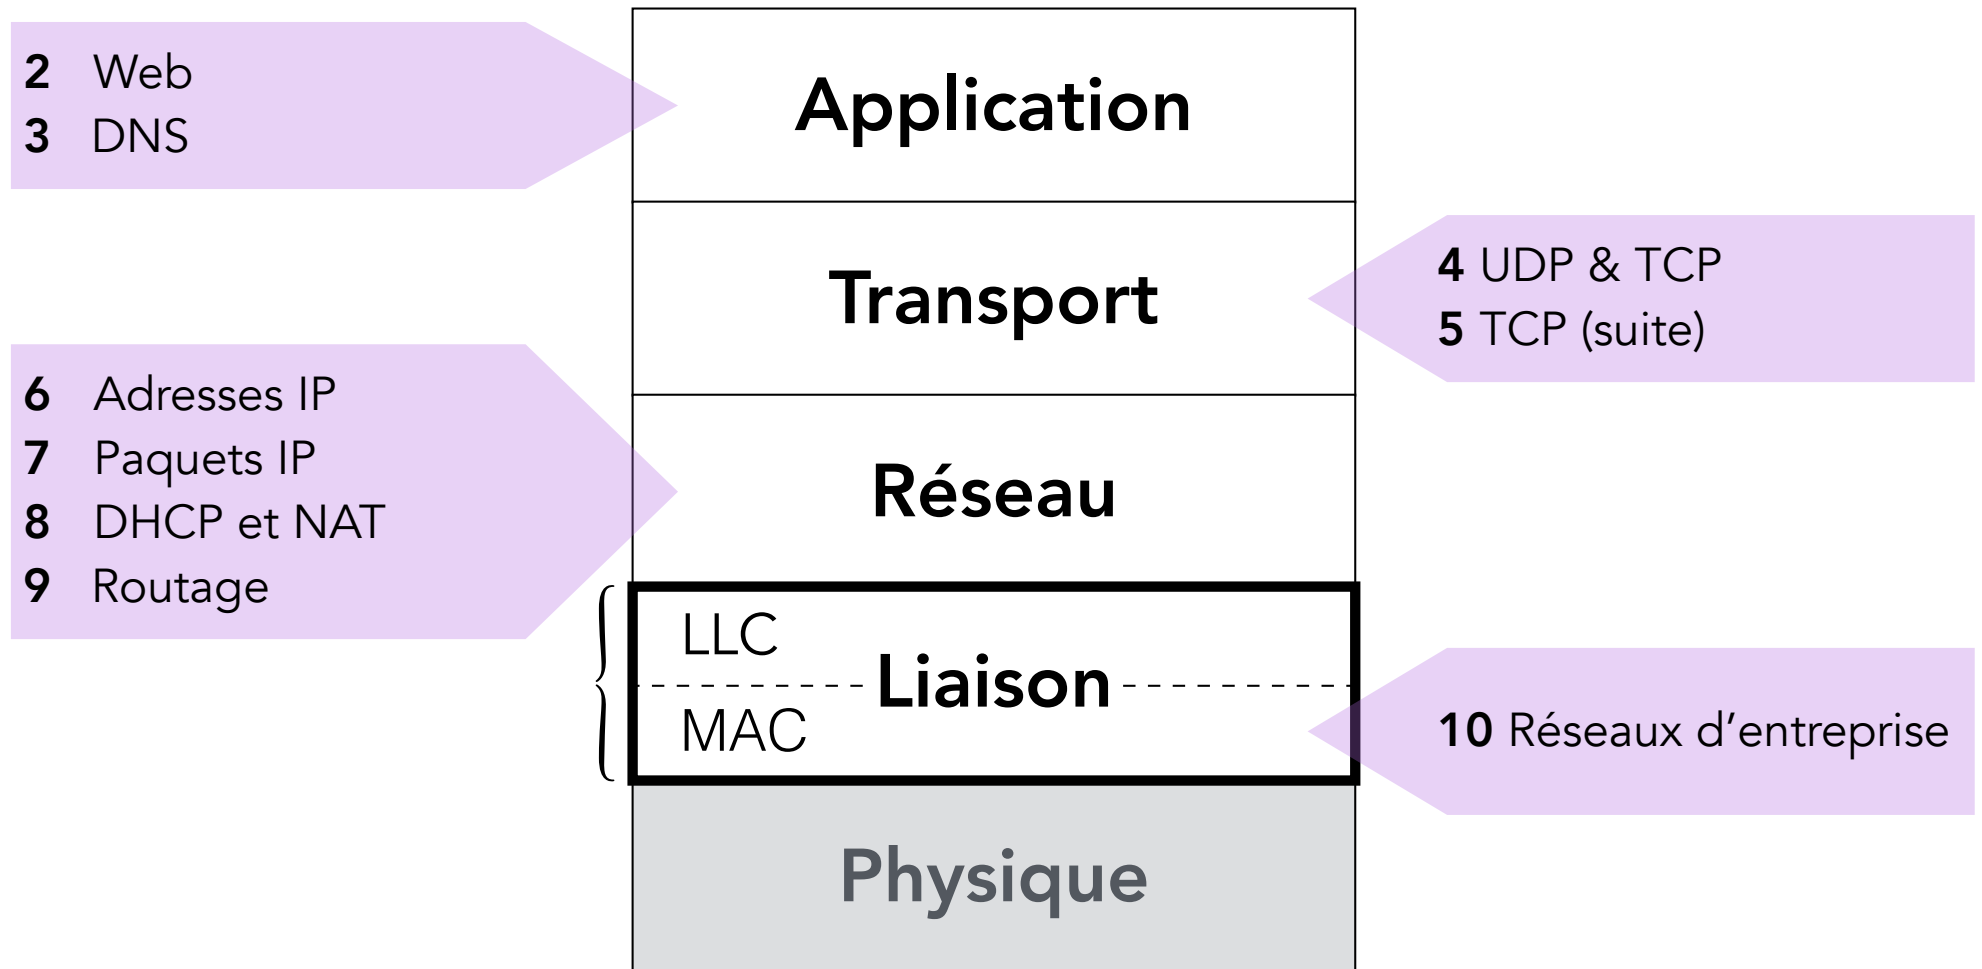 2 Web
3 DNS
Application
Transport
4 UDP & TCP
5 TCP (suite)
6 Adresses IP
7 Paquets IP
8 DHCP et NAT
9 Routage
Réseau
LLC
Liaison
MAC
10 Réseaux d’entreprise
Physique